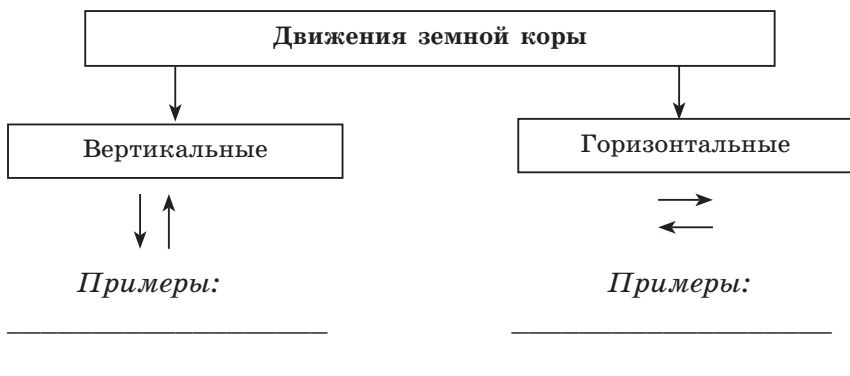 Движения земной коры
Вертикальные
Горизонтальные
Примеры:
Примеры: